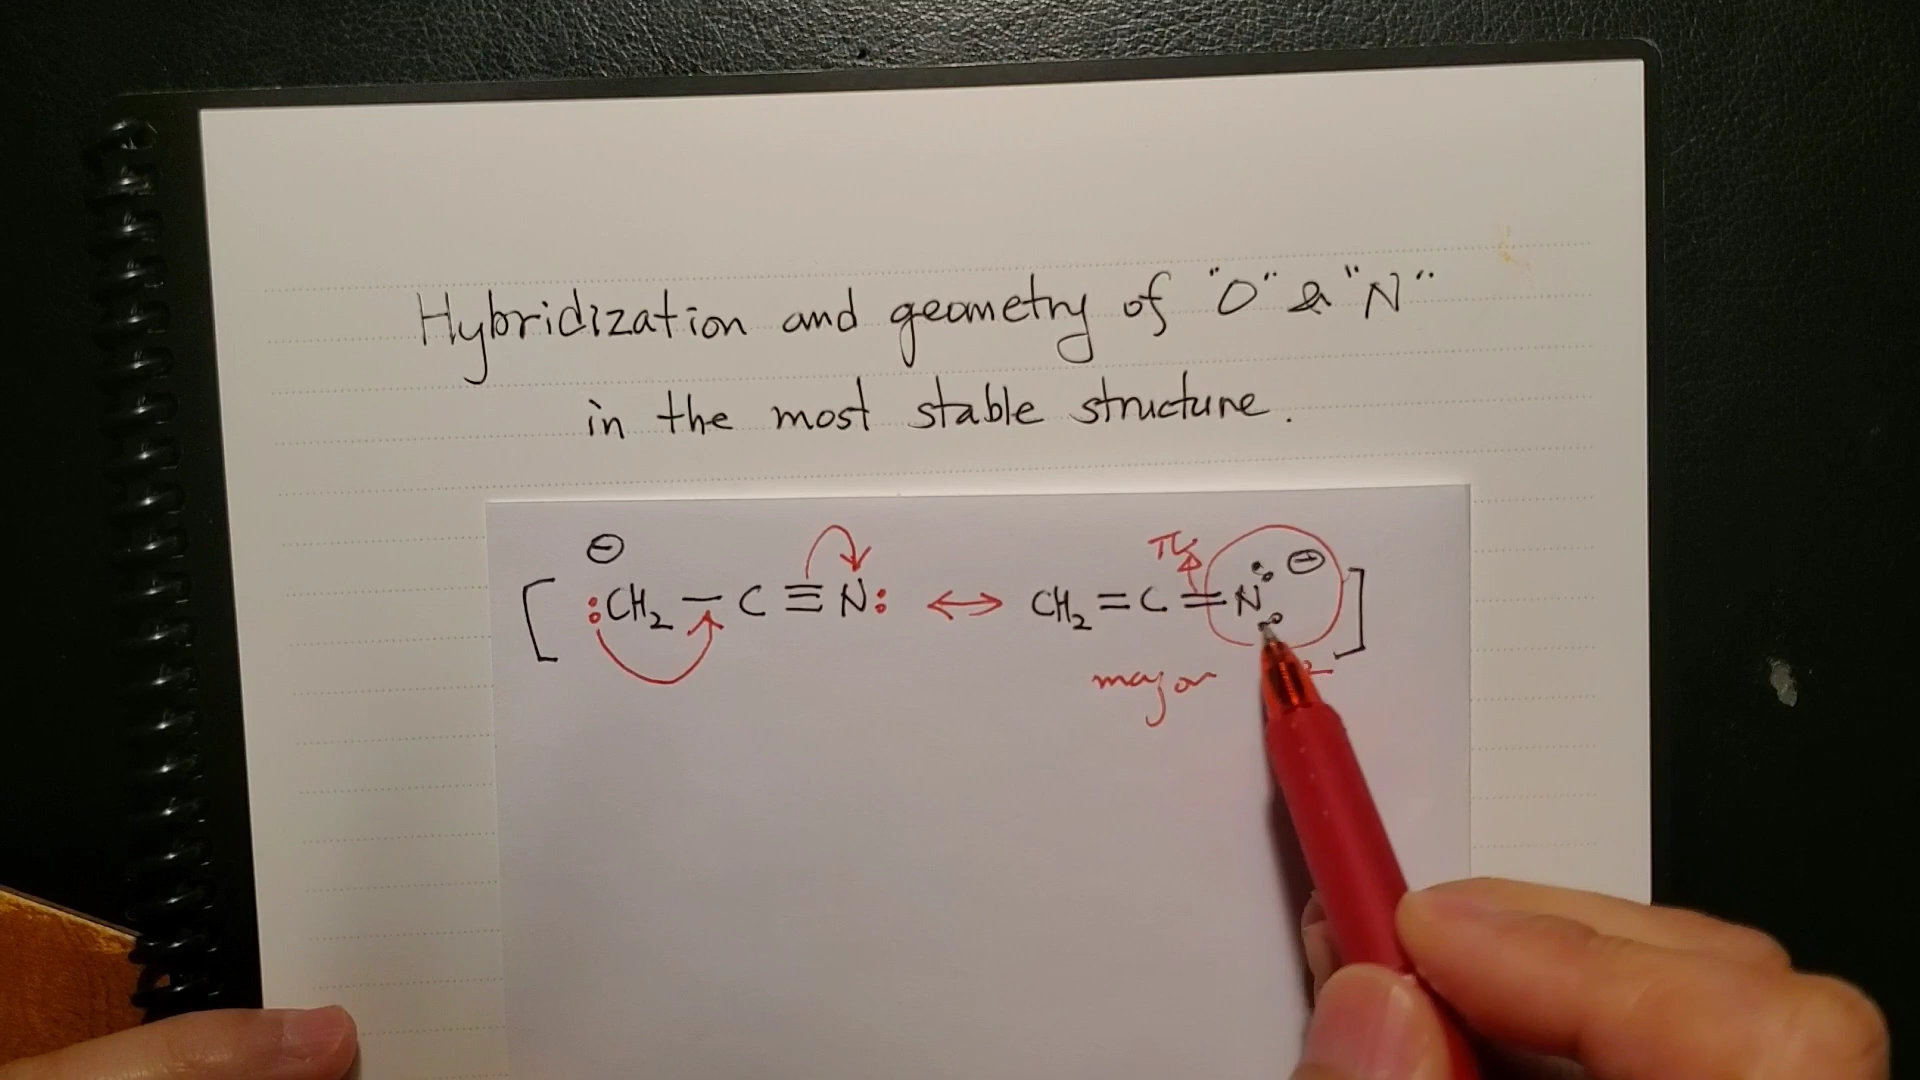 Hybridization and geometry of "O" & "N"
in the most stable structure.
π
[ :CH₂ − C ≡ N: ↔ CH₂ = C = N: ⊖ ]
major